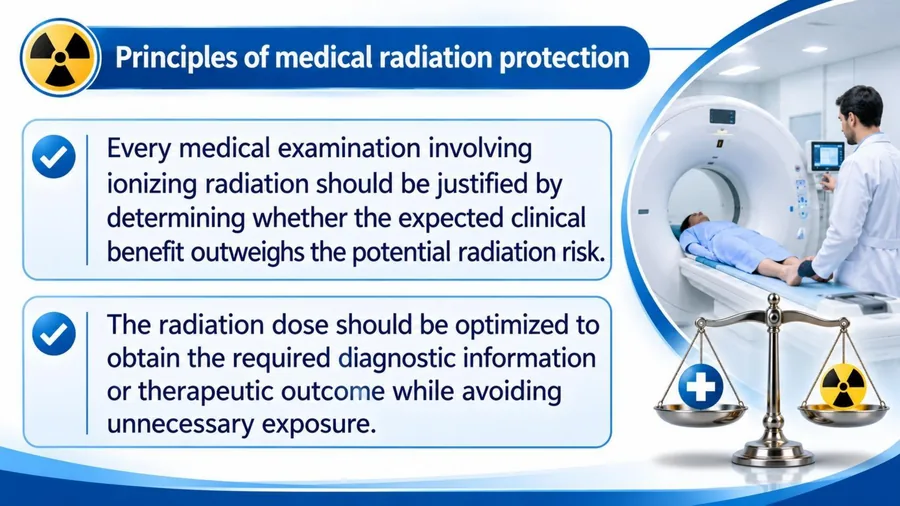 Principles of medical radiation protection
Every medical examination involving
ionizing radiation should be justified by
determining whether the expected clinical
benefit outweighs the potential radiation risk.
The radiation dose should be optimized to
obtain the required diagnostic information
or therapeutic outcome while avoiding
unnecessary exposure.